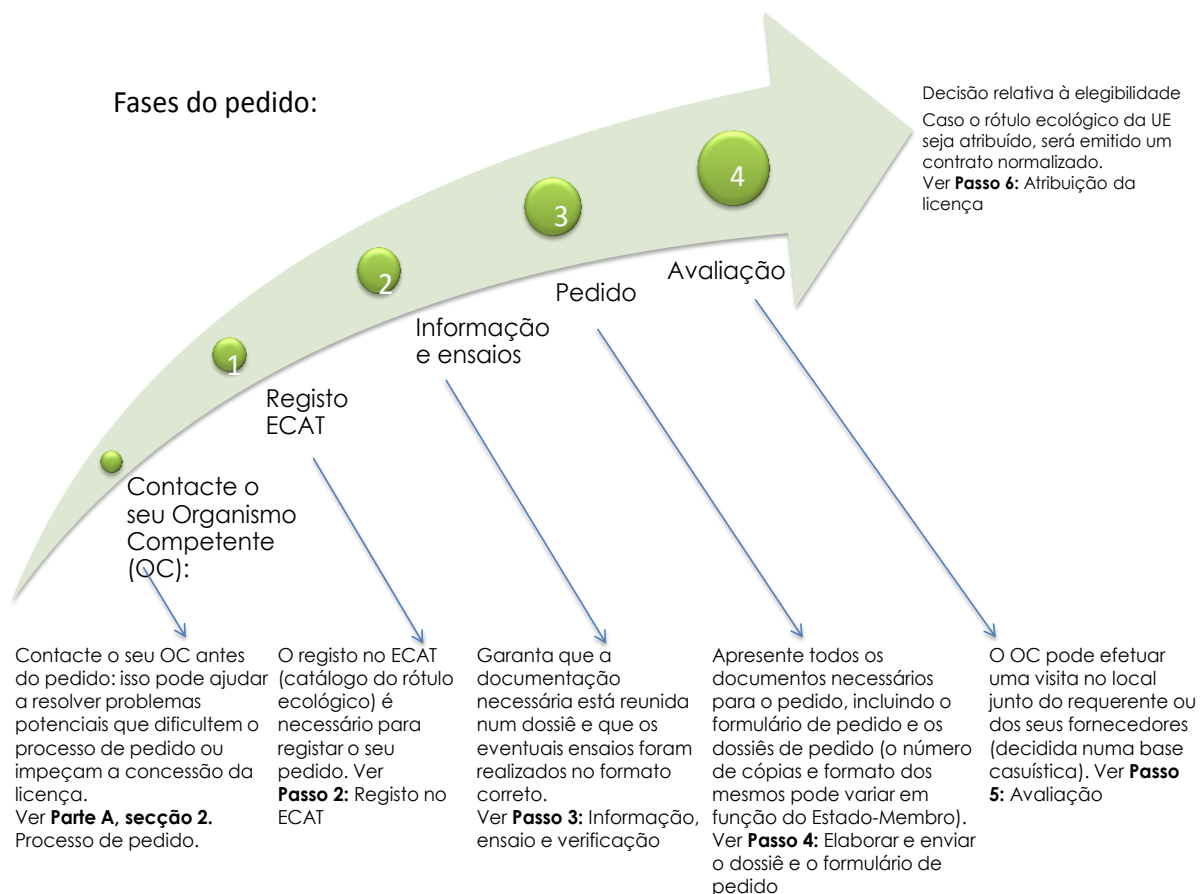 Fases do pedido:
Decisão relativa à elegibilidade
Caso o rótulo ecológico da UE
seja atribuído, será emitido um
contrato normalizado.
Ver Passo 6: Atribuição da
licença
4
3
2
1
Avaliação
Pedido
Informação
e ensaios
Registo
ECAT
Contacte o
seu Organismo
Competente
(OC):
Contacte o seu OC antes
do pedido: isso pode ajudar
a resolver problemas
potenciais que dificultem o
processo de pedido ou
impeçam a concessão da
licença.
Ver Parte A, secção 2.
Processo de pedido.
O registo no ECAT
(catálogo do rótulo
ecológico) é
necessário para
registar o seu
pedido. Ver
Passo 2: Registo no
ECAT
Garanta que a
documentação
necessária está reunida
num dossiê e que os
eventuais ensaios foram
realizados no formato
correto.
Ver Passo 3: Informação,
ensaio e verificação
Apresente todos os
documentos necessários
para o pedido, incluindo o
formulário de pedido e os
dossiês de pedido (o número
de cópias e formato dos
mesmos pode variar em
função do Estado-Membro).
Ver Passo 4: Elaborar e enviar
o dossiê e o formulário de
pedido
O OC pode efetuar
uma visita no local
junto do requerente ou
dos seus fornecedores
(decidida numa base
casuística). Ver Passo
5: Avaliação